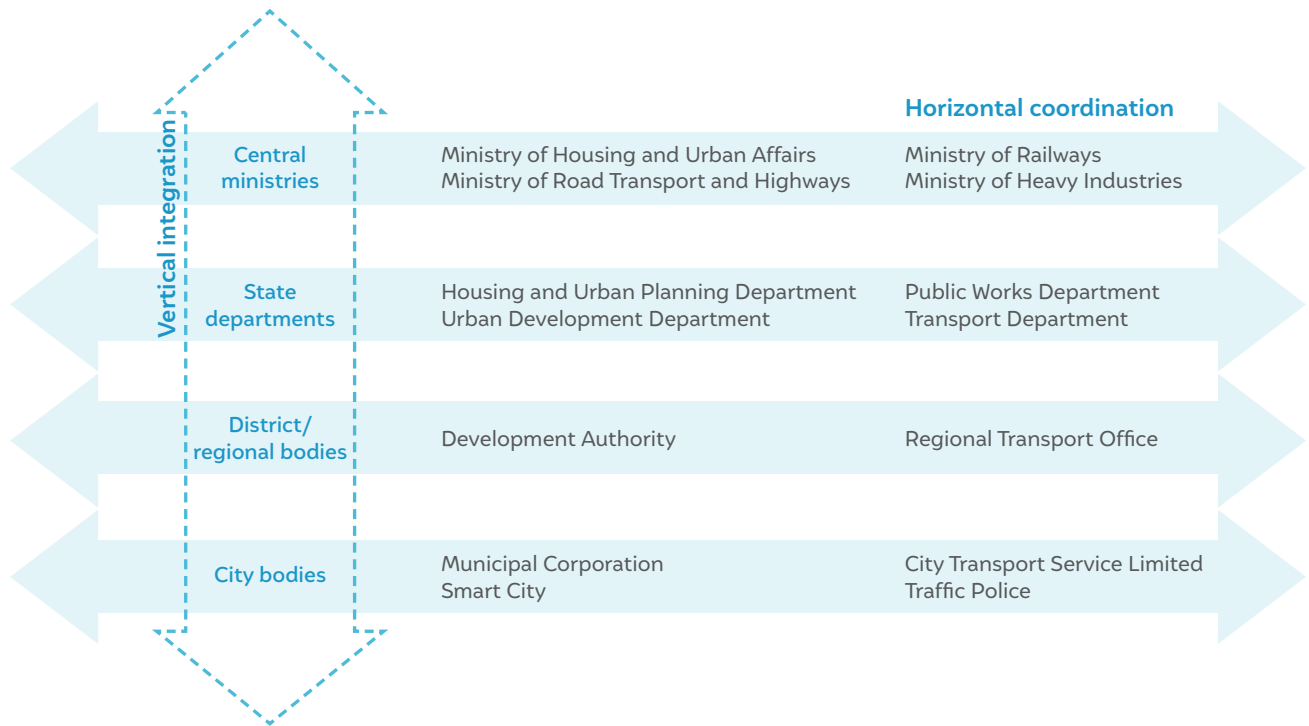 Vertical integration
Horizontal coordination
Central
ministries
Ministry of Housing and Urban Affairs
Ministry of Road Transport and Highways
Ministry of Railways
Ministry of Heavy Industries
State
departments
Housing and Urban Planning Department
Urban Development Department
Public Works Department
Transport Department
District/
regional bodies
Development Authority
Regional Transport Office
City bodies
Municipal Corporation
Smart City
City Transport Service Limited
Traffic Police